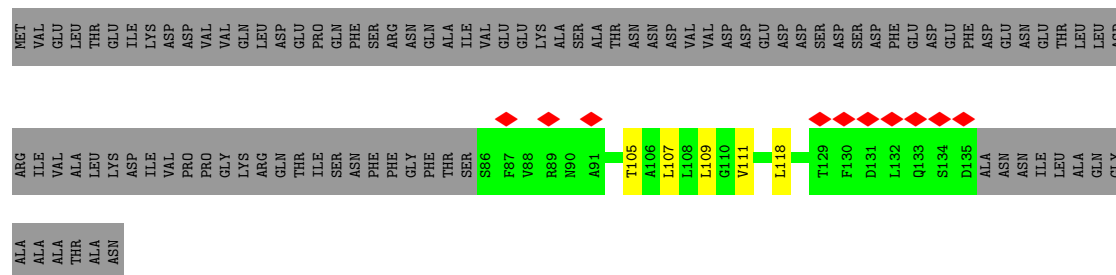 MET VAL GLU LEU THR GLU ILE LYS ASP ASP VAL VAL GLN LEU ASP GLU PRO GLN PHE SER ARG ASN GLN ALA ILE VAL GLU GLU LYS ALA SER ALA THR ASN ASN ASP VAL VAL ASP ASP GLU ASP ASP SER ASP SER ASP PHE GLU ASP GLU PHE ASP GLU ASN GLU THR LEU LEU ASP
ARG ILE VAL ALA LEU LYS ASP ILE VAL PRO PRO GLY LYS ARG GLN THR ILE SER ASN PHE PHE GLY PHE THR SER S86 F87 V88 R89 N90 A91 T105 A106 L107 L108 L109 G110 V111 L118 T129 F130 D131 L132 Q133 S134 D135 ALA ASN ASN ILE LEU ALA GLN GLY
ALA ALA ALA THR ALA ASN